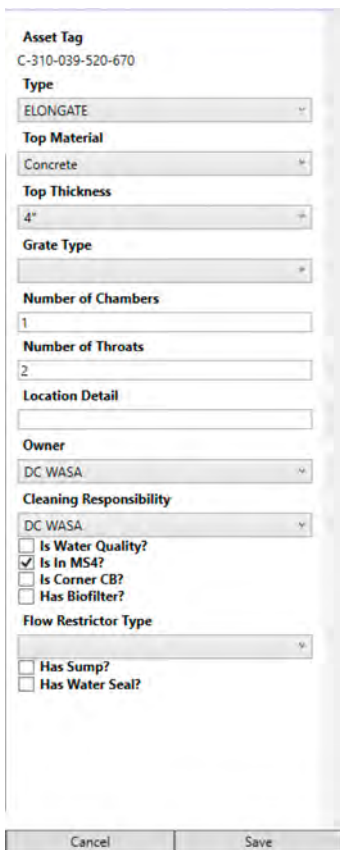 Asset Tag
C-310-039-520-670
Type
ELONGATE
Top Material
Concrete
Top Thickness
4"
Grate Type
Number of Chambers
1
Number of Throats
2
Location Detail
Owner
DC WASA
Cleaning Responsibility
DC WASA
Is Water Quality?
Is In MS4?
Is Corner CB?
Has Biofilter?
Flow Restrictor Type
Has Sump?
Has Water Seal?
Cancel Save